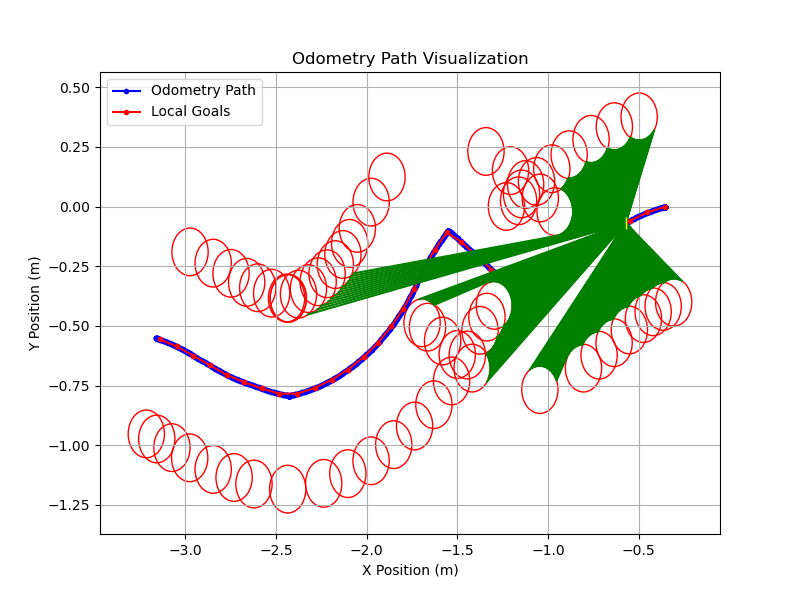 Odometry Path Visualization
Odometry Path
Local Goals
Y Position (m)
0.50
0.25
0.00
−0.25
−0.50
−0.75
−1.00
−1.25
−3.0 −2.5 −2.0 −1.5 −1.0 −0.5
X Position (m)